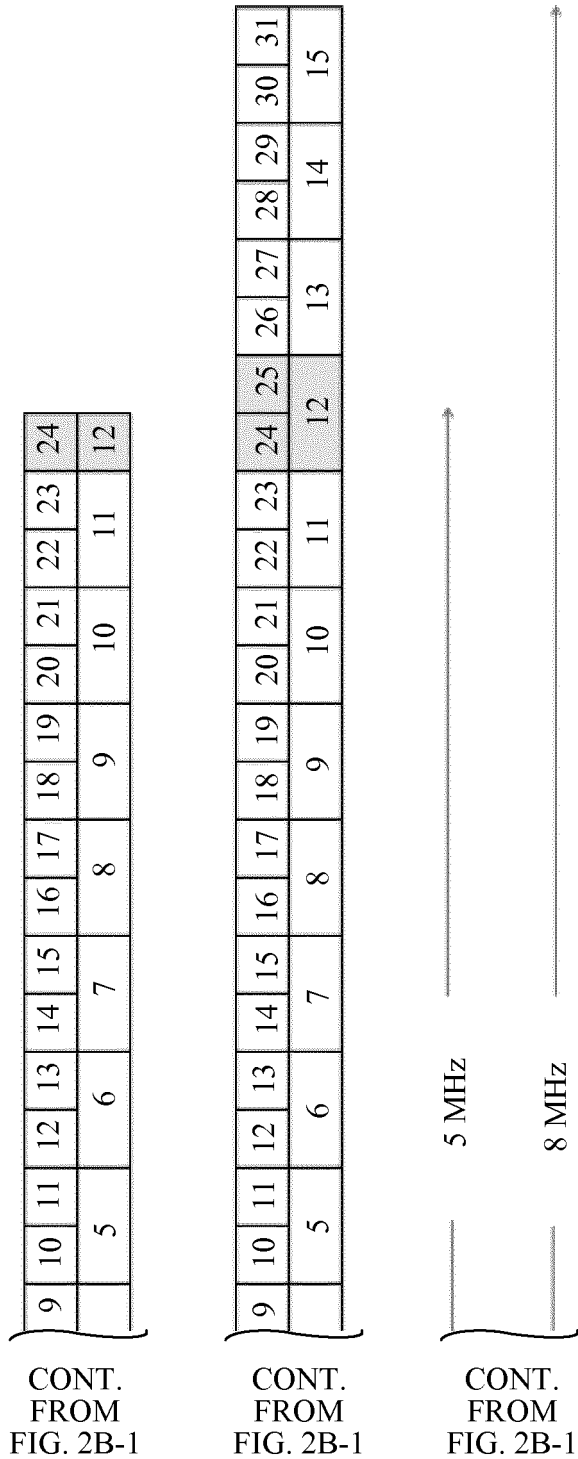 CONT.
FROM
FIG. 2B-1
9 10 11 12 13 14 15 16 17 18 19 20 21 22 23 24
5 6 7 8 9 10 11 12
CONT.
FROM
FIG. 2B-1
9 10 11 12 13 14 15 16 17 18 19 20 21 22 23 24 25 26 27 28 29 30 31
5 6 7 8 9 10 11 12 13 14 15
CONT.
FROM
FIG. 2B-1
5 MHz
8 MHz